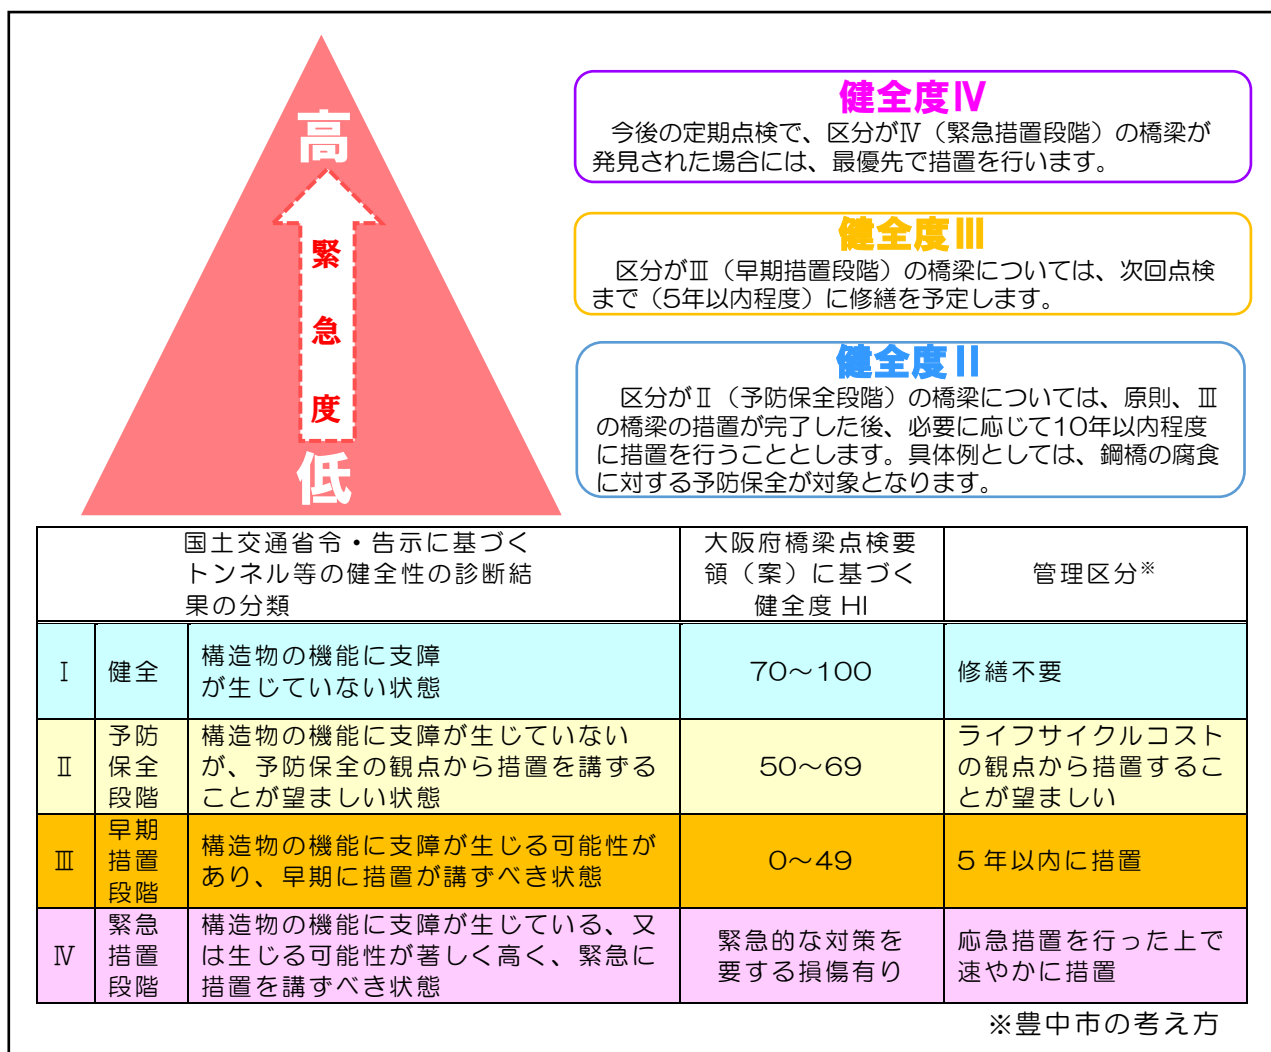 高
緊
急
度
低
健全度Ⅳ
今後の定期点検で、区分がⅣ（緊急措置段階）の橋梁が
発見された場合には、最優先で措置を行います。
健全度Ⅲ
区分がⅢ（早期措置段階）の橋梁については、次回点検
まで（5年以内程度）に修繕を予定します。
健全度Ⅱ
区分がⅡ（予防保全段階）の橋梁については、原則、Ⅲ
の橋梁の措置が完了した後、必要に応じて10年以内程度
に措置を行うこととします。具体例としては、鋼橋の腐食
に対する予防保全が対象となります。
国土交通省令・告示に基づく
トンネル等の健全性の診断結
果の分類
大阪府橋梁点検要
領（案）に基づく
健全度 HI
管理区分※
Ⅰ
健全
構造物の機能に支障
が生じていない状態
70～100
修繕不要
Ⅱ
予防
保全
段階
構造物の機能に支障が生じていない
が、予防保全の観点から措置を講ずる
ことが望ましい状態
50～69
ライフサイクルコスト
の観点から措置するこ
とが望ましい
Ⅲ
早期
措置
段階
構造物の機能に支障が生じる可能性が
あり、早期に措置が講ずべき状態
0～49
5 年以内に措置
Ⅳ
緊急
措置
段階
構造物の機能に支障が生じている、又
は生じる可能性が著しく高く、緊急に
措置を講ずべき状態
緊急的な対策を
要する損傷有り
応急措置を行った上で
速やかに措置
※豊中市の考え方